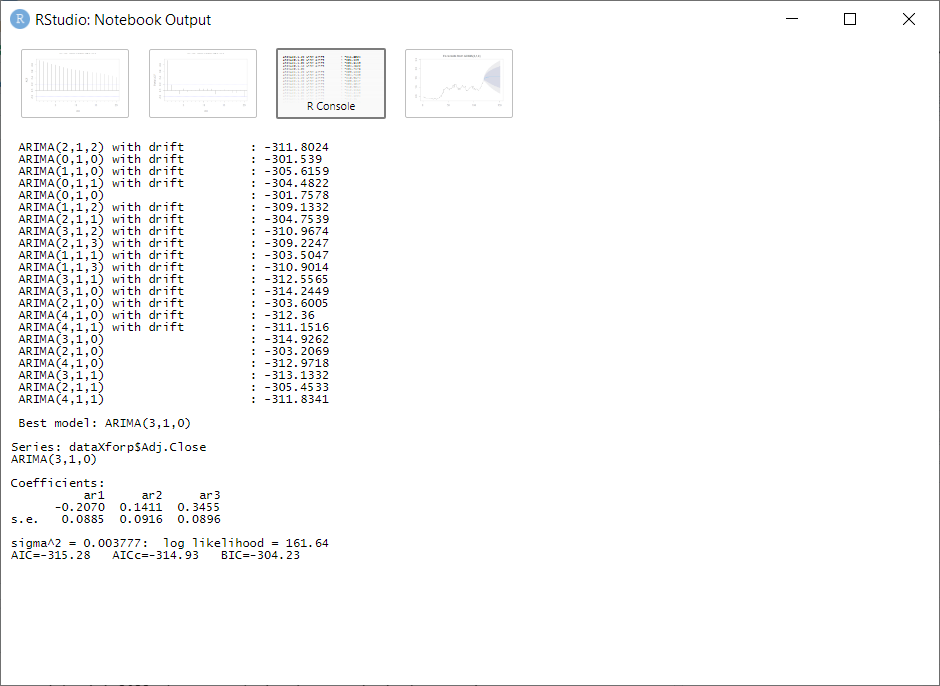 RStudio: Notebook Output
R Console
ARIMA(2,1,2) with drift : -311.8024
ARIMA(0,1,0) with drift : -301.539
ARIMA(1,1,0) with drift : -305.6159
ARIMA(0,1,1) with drift : -304.4822
ARIMA(0,1,0) : -301.7578
ARIMA(1,1,2) with drift : -309.1332
ARIMA(2,1,1) with drift : -304.7539
ARIMA(3,1,2) with drift : -310.9674
ARIMA(2,1,3) with drift : -309.2247
ARIMA(1,1,1) with drift : -303.5047
ARIMA(1,1,3) with drift : -310.9014
ARIMA(3,1,1) with drift : -312.5565
ARIMA(3,1,0) with drift : -314.2449
ARIMA(2,1,0) with drift : -303.6005
ARIMA(4,1,0) with drift : -312.36
ARIMA(4,1,1) with drift : -311.1516
ARIMA(3,1,0) : -314.9262
ARIMA(2,1,0) : -303.2069
ARIMA(4,1,0) : -312.9718
ARIMA(3,1,1) : -313.1332
ARIMA(2,1,1) : -305.4533
ARIMA(4,1,1) : -311.8341
Best model: ARIMA(3,1,0)
Series: dataXforp$Adj.Close
ARIMA(3,1,0)
Coefficients:
ar1 ar2 ar3
-0.2070 0.1411 0.3455
s.e. 0.0885 0.0916 0.0896
sigma^2 = 0.003777: log likelihood = 161.64
AIC=-315.28 AICc=-314.93 BIC=-304.23